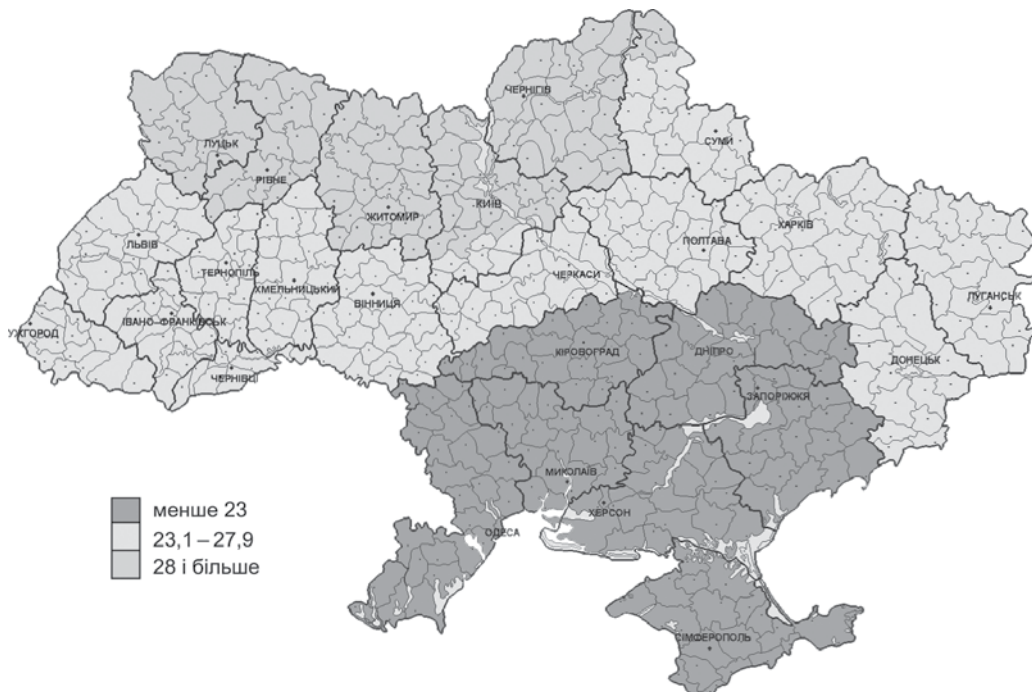 ЧЕРНІГІВ
СУМИ
ЛУЦЬК
РІВНЕ
ЖИТОМИР
КИЇВ
ХАРКІВ
ЛЬВІВ
ПОЛТАВА
ТЕРНОПІЛЬ
ХМЕЛЬНИЦЬКИЙ
ЧЕРКАСИ
ВІННИЦЯ
ЛУГАНСЬК
ІВАНО-ФРАНКІВСЬК
УЖГОРОД
КІРОВОГРАД
ДНІПРО
ДОНЕЦЬК
ЧЕРНІВЦІ
ЗАПОРІЖЖЯ
МИКОЛАЇВ
ХЕРСОН
ОДЕСА
менше 23
23,1–27,9
28 і більше
СІМФЕРОПОЛЬ